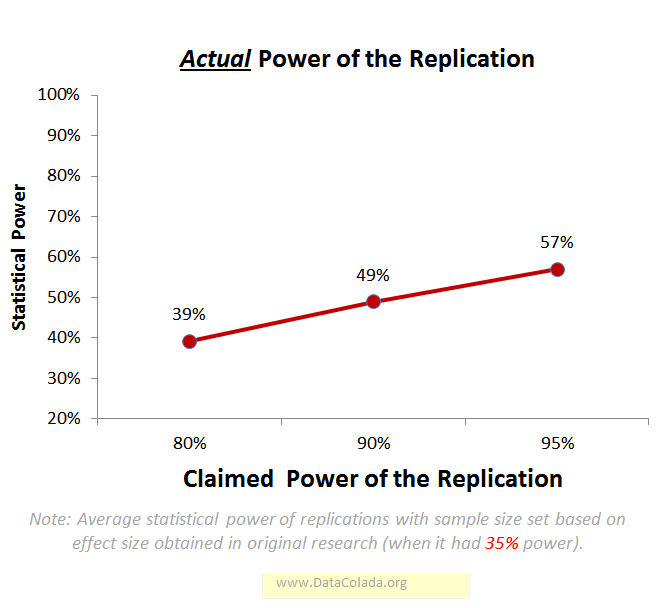 Actual Power of the Replication
100%
90%
80%
70%
60%
50%
40%
30%
20%
Statistical Power
39%
49%
57%
80% 90% 95%
Claimed Power of the Replication
Note: Average statistical power of replications with sample size set based on
effect size obtained in original research (when it had 35% power).
www.DataColada.org